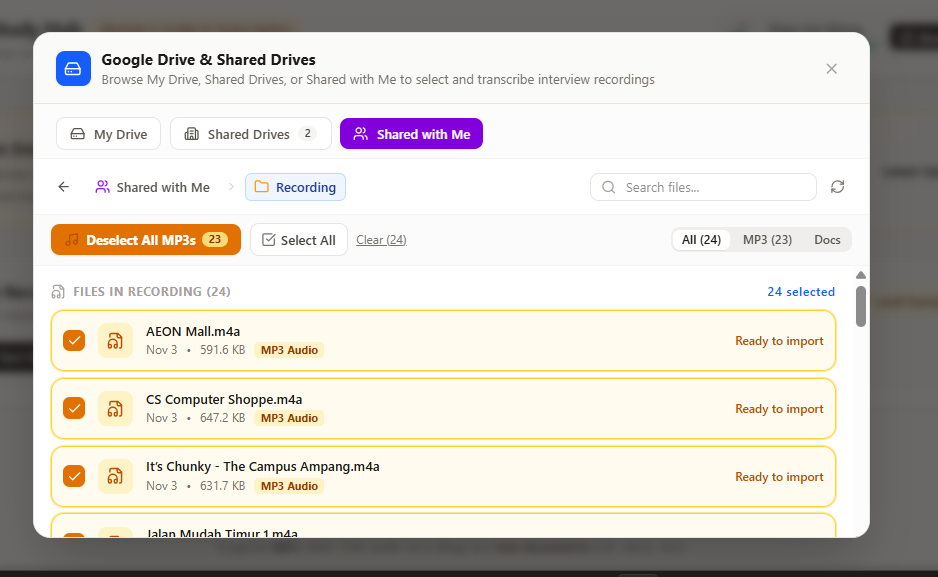 Google Drive & Shared Drives
Browse My Drive, Shared Drives, or Shared with Me to select and transcribe interview recordings
My Drive
Shared Drives 2
Shared with Me
Shared with Me
Recording
Search files...
Deselect All MP3s 23
Select All
Clear (24)
All (24)
MP3 (23)
Docs
FILES IN RECORDING (24)
24 selected
AEON Mall.m4a
Nov 3 • 591.6 KB MP3 Audio
Ready to import
CS Computer Shoppe.m4a
Nov 3 • 647.2 KB MP3 Audio
Ready to import
It's Chunky - The Campus Ampang.m4a
Nov 3 • 631.7 KB MP3 Audio
Ready to import
Jalan Mudah Timur 1.m4a